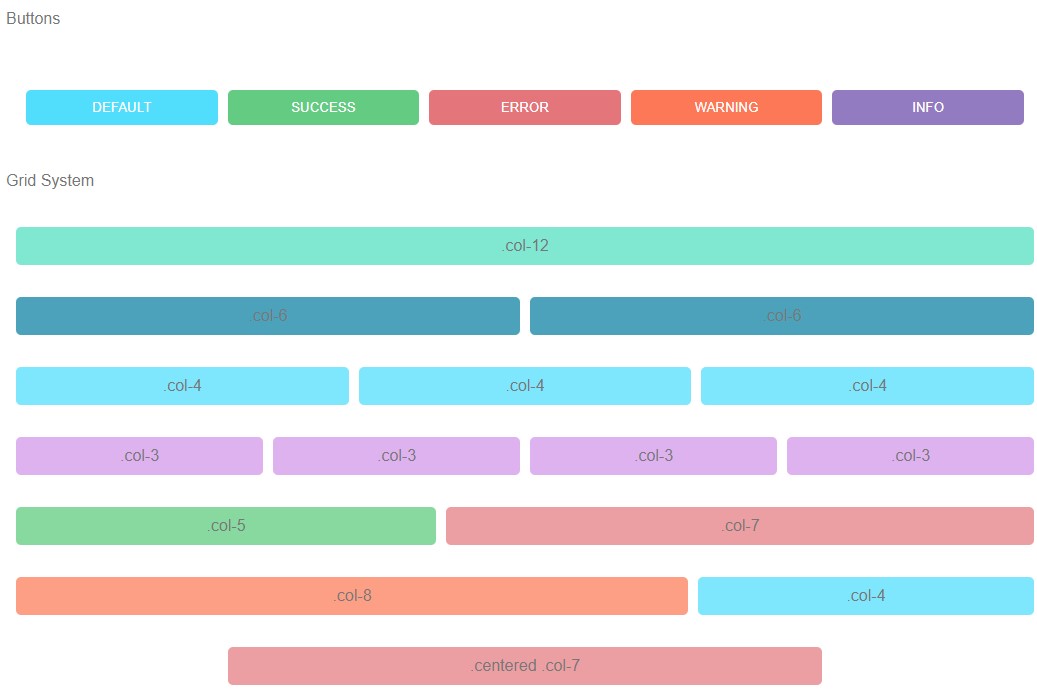 Buttons
DEFAULT SUCCESS ERROR WARNING INFO
Grid System
.col-12
.col-6 .col-6
.col-4 .col-4 .col-4
.col-3 .col-3 .col-3 .col-3
.col-5 .col-7
.col-8 .col-4
.centered .col-7